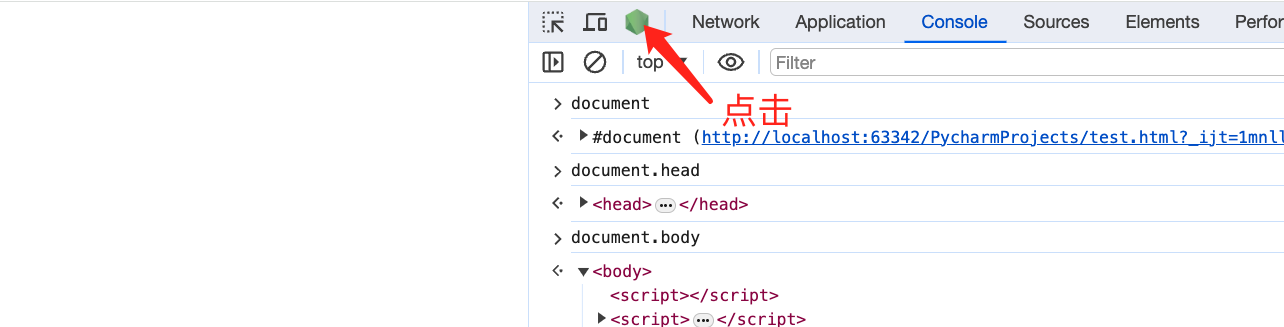 Network Application Console Sources Elements Perfor
top Filter
document
点击
#document (http://localhost:63342/PycharmProjects/test.html?_ijt=1mnll
document.head
<head>…</head>
document.body
<body>
<script></script>
<script>…</script>